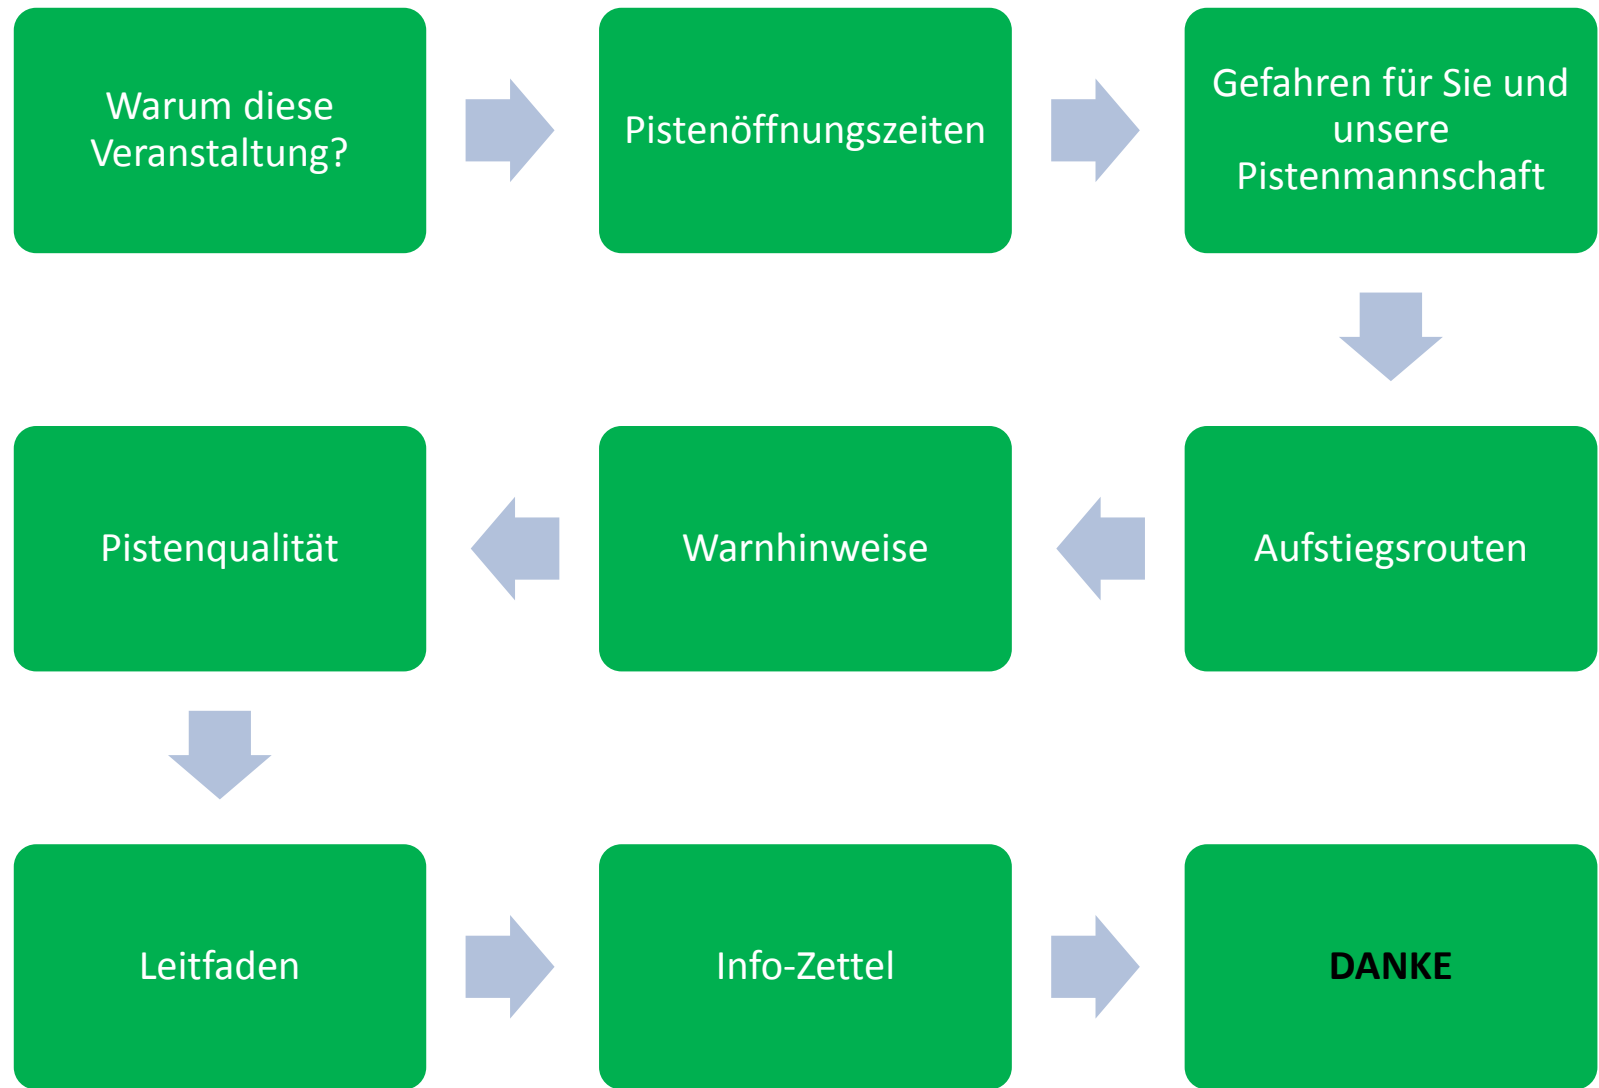 Warum diese
Veranstaltung?
Pistenöffnungszeiten
Gefahren für Sie und
unsere
Pistenmannschaft
Aufstiegsrouten
Warnhinweise
Pistenqualität
Leitfaden
Info-Zettel
DANKE